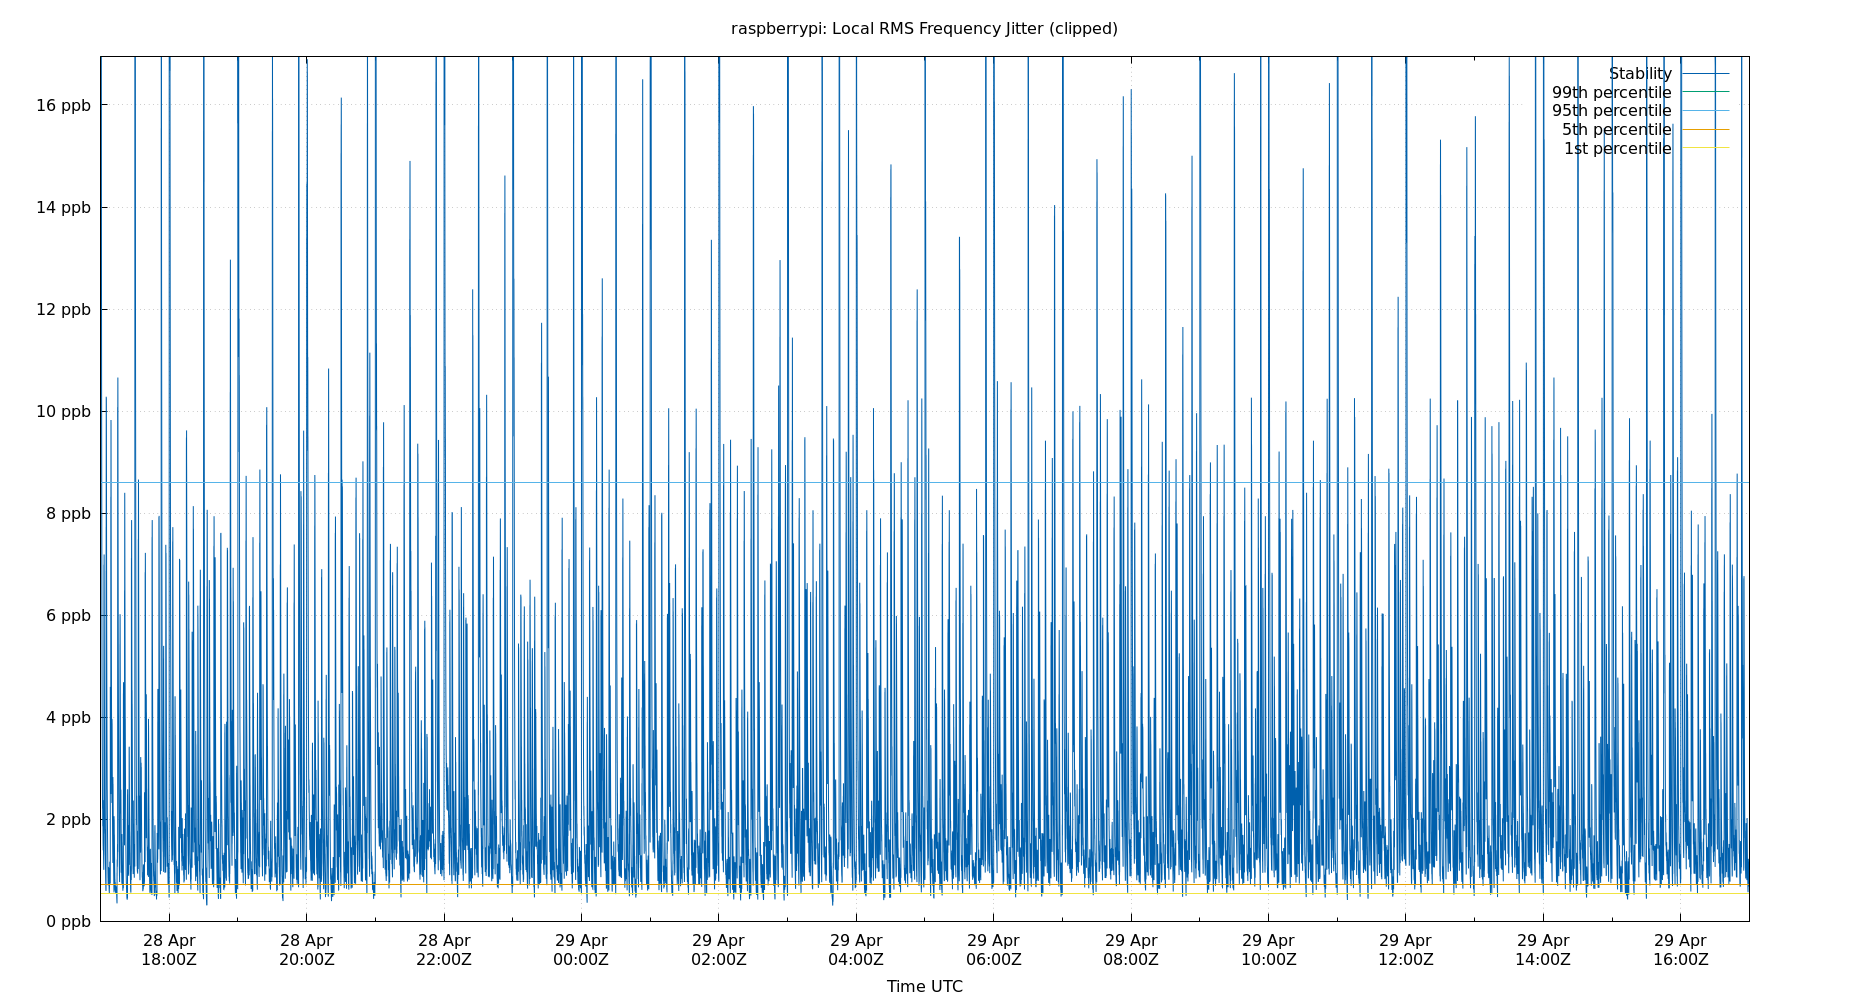 raspberrypi: Local RMS Frequency Jitter (clipped)
Stability
99th percentile
95th percentile
5th percentile
1st percentile
16 ppb
14 ppb
12 ppb
10 ppb
8 ppb
6 ppb
4 ppb
2 ppb
0 ppb
28 Apr 28 Apr 28 Apr 29 Apr 29 Apr 29 Apr 29 Apr 29 Apr 29 Apr 29 Apr 29 Apr 29 Apr
18:00Z 20:00Z 22:00Z 00:00Z 02:00Z 04:00Z 06:00Z 08:00Z 10:00Z 12:00Z 14:00Z 16:00Z
Time UTC